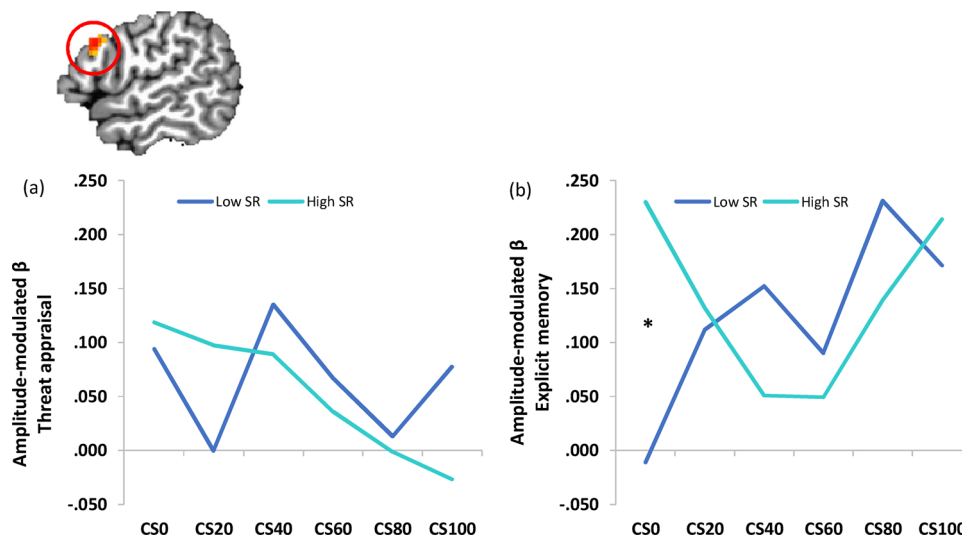 (a)
.250
.200
.150
.100
.050
.000
-.050
Amplitude-modulated β
Threat appraisal
Low SR High SR
CS0 CS20 CS40 CS60 CS80 CS100
(b)
.250
.200
.150
.100
.050
.000
-.050
Amplitude-modulated β
Explicit memory
Low SR High SR
*
CS0 CS20 CS40 CS60 CS80 CS100